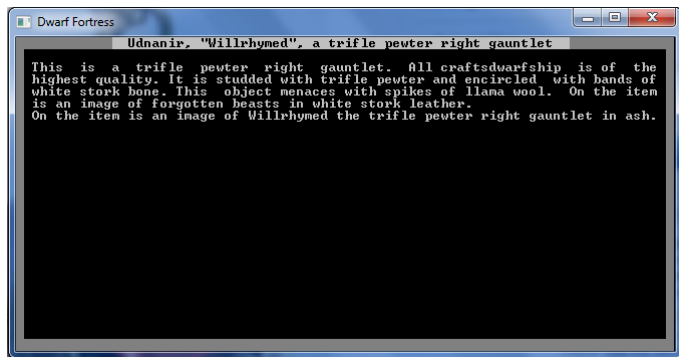 Dwarf Fortress
Udnanir, "Willrhymed", a trifle pewter right gauntlet
This is a trifle pewter right gauntlet. All craftsdwarfship is of the
highest quality. It is studded with trifle pewter and encircled with bands of
white stork bone. This object menaces with spikes of llama wool. On the item
is an image of forgotten beasts in white stork leather.
On the item is an image of Willrhymed the trifle pewter right gauntlet in ash.